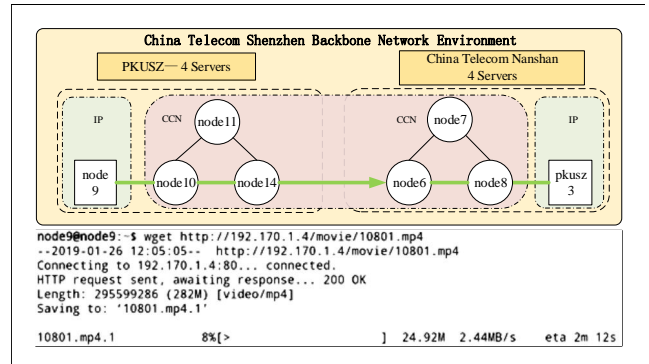 China Telecom Shenzhen Backbone Network Environment
PKUSZ— 4 Servers
China Telecom Nanshan
4 Servers
IP
CCN
node11
node7
CCN
IP
node
9
node10
node14
node6
node8
pkusz
3
node9@node9:~$ wget http://192.170.1.4/movie/10801.mp4
--2019-01-26 12:05:05-- http://192.170.1.4/movie/10801.mp4
Connecting to 192.170.1.4:80... connected.
HTTP request sent, awaiting response... 200 OK
Length: 295599286 (282M) [video/mp4]
Saving to: ‘10801.mp4.1’
10801.mp4.1 8%[> ] 24.92M 2.44MB/s eta 2m 12s